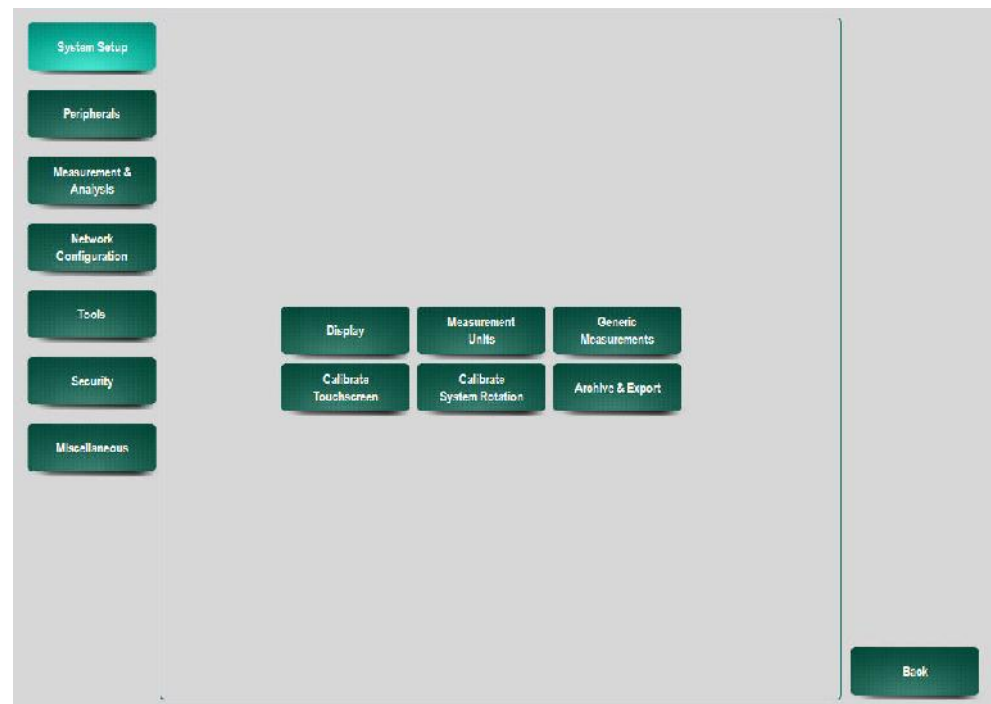 System Setup
Peripherals
Measurement &
Analysis
Network
Configuration
Tools
Security
Miscellaneous
Display
Measurement
Units
Generic
Measurements
Calibrate
Touchscreen
Calibrate
System Rotation
Archive & Export
Back